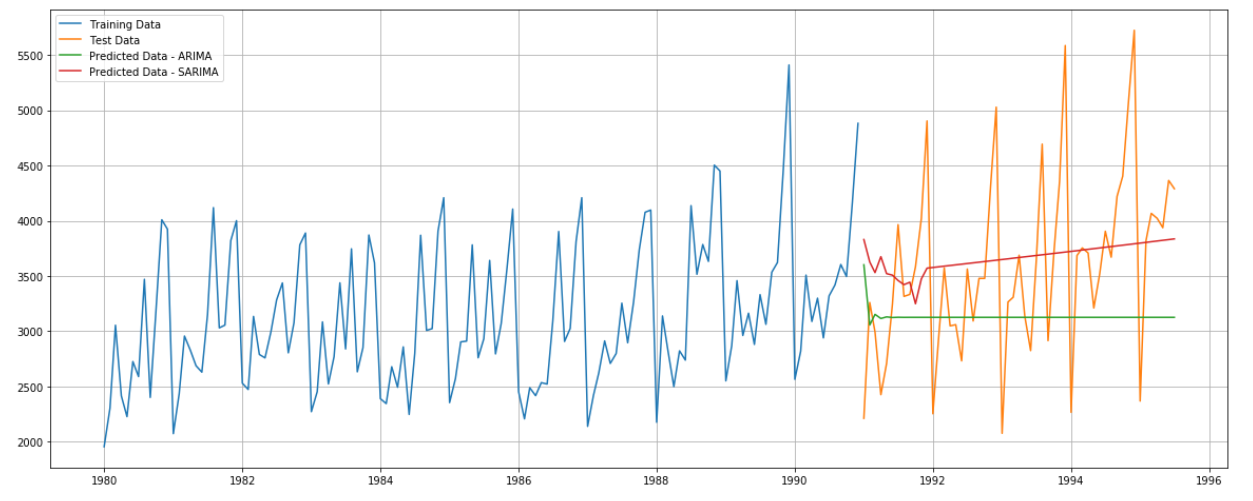 Training Data
Test Data
Predicted Data - ARIMA
Predicted Data - SARIMA
5500
5000
4500
4000
3500
3000
2500
2000
1980 1982 1984 1986 1988 1990 1992 1994 1996